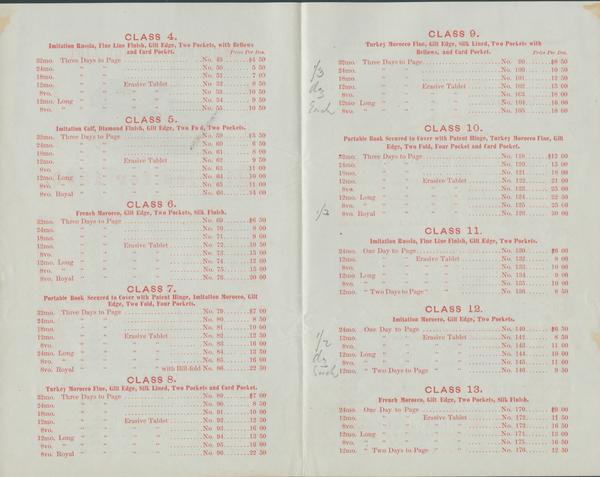 CLASS 4.
Imitation Russia, Fine Line Finish, Gilt Edge, Two Pockets, with Bellows
and Card Pocket.
Price Per Doz.
32mo. Three Days to Page No. 49 $4 50
24mo. " " No. 50 5 50
18mo. " " No. 51 7 00
12mo. " " Erasive Tablet No. 52 8 50
8vo. " " No. 53 10 50
12mo. Long " " No. 54 9 50
8vo. " " " No. 55 10 50
CLASS 5.
Imitation Calf, Diamond Finish, Gilt Edge, Two Fold, Two Pockets.
32mo. Three Days to Page No. 59 $5 50
24mo. " " No. 60 6 50
18mo. " " No. 61 8 00
12mo. " " Erasive Tablet No. 62 9 50
8vo. " " No. 63 11 00
12mo. Long " " No. 64 10 00
8vo. " " " No. 65 11 00
8vo. Royal " " No. 66 14 00
CLASS 6.
French Morocco, Gilt Edge, Two Pockets, Silk Finish.
32mo. Three Days to Page No. 69 $6 50
24mo. " " No. 70 8 00
18mo. " " No. 71 9 00
12mo. " " Erasive Tablet No. 72 10 50
8vo. " " No. 73 15 00
12mo. Long " " No. 74 12 00
8vo. " " " No. 75 15 00
8vo. Royal " " No. 76 20 00
CLASS 7.
Portable Book Secured to Cover with Patent Hinge, Imitation Morocco, Gilt
Edge, Two Fold, Four Pockets.
32mo. Three Days to Page No. 79 $7 00
24mo. " " No. 80 8 50
18mo. " " No. 81 10 00
12mo. " " Erasive Tablet No. 82 12 50
8vo. " " No. 83 16 00
24mo. Long " " No. 84 13 50
8vo. " " " No. 85 16 00
8vo. Royal " " " with Bill-fold No. 86 22 50
CLASS 8.
Turkey Morocco Fine, Gilt Edge, Silk Lined, Two Pockets and Card Pocket.
32mo. Three Days to Page No. 89 $7 00
24mo. " " No. 90 8 50
18mo. " " No. 91 10 00
12mo. " " Erasive Tablet No. 92 12 50
8vo. " " No. 93 16 00
12mo. Long " " No. 94 13 50
8vo. " " " No. 95 16 00
8vo. Royal " " No. 96 22 50
CLASS 9.
Turkey Morocco Fine, Gilt Edge, Silk Lined, Two Pockets with
Bellows, and Card Pocket.
Price Per Doz.
32mo. Three Days to Page No. 99 $8 50
24mo. " " No. 100 10 50
18mo. " " No. 101 12 00
12mo. " " Erasive Tablet No. 102 15 00
8vo. " " No. 103 18 00
12mo. Long " " No. 104 16 00
8vo. " " " No. 105 18 00
1/3
dz
Each
CLASS 10.
Portable Book Secured to Cover with Patent Hinge, Turkey Morocco Fine, Gilt
Edge, Two Fold, Four Pocket and Card Pocket.
32mo. Three Days to Page No. 119 $12 00
24mo. " " No. 120 15 00
18mo. " " No. 121 18 00
12mo. " " Erasive Tablet No. 122 21 00
8vo. " " No. 123 25 00
12mo. Long " " No. 124 22 50
8vo. " " " No. 125 25 00
8vo. Royal " " No. 126 30 00
CLASS 11.
Imitation Russia, Fine Line Finish, Gilt Edge, Two Pockets.
24mo. One Day to Page No. 130 $6 00
12mo. " " Erasive Tablet No. 132 8 00
8vo. " " No. 133 10 00
12mo. Long " " No. 134 9 00
8vo. " " " No. 135 10 00
12mo. " Two Days to Page " No. 136 8 50
CLASS 12.
Imitation Morocco, Gilt Edge, Two Pockets.
24mo. One Day to Page No. 140 $6 50
12mo. " " Erasive Tablet No. 142 8 50
8vo. " " No. 143 11 00
12mo. Long " " No. 144 10 00
8vo. " " " No. 145 11 00
12mo. " Two Days to Page " No. 146 9 50
1/2
dz
Each
CLASS 13.
French Morocco, Gilt Edge, Two Pockets, Silk Finish.
24mo. One Day to Page No. 170 $9 00
12mo. " " Erasive Tablet No. 172 11 50
8vo. " " No. 173 16 50
12mo. Long " " No. 174 13 00
8vo. " " " No. 175 16 50
12mo. " Two Days to Page " No. 176 12 50